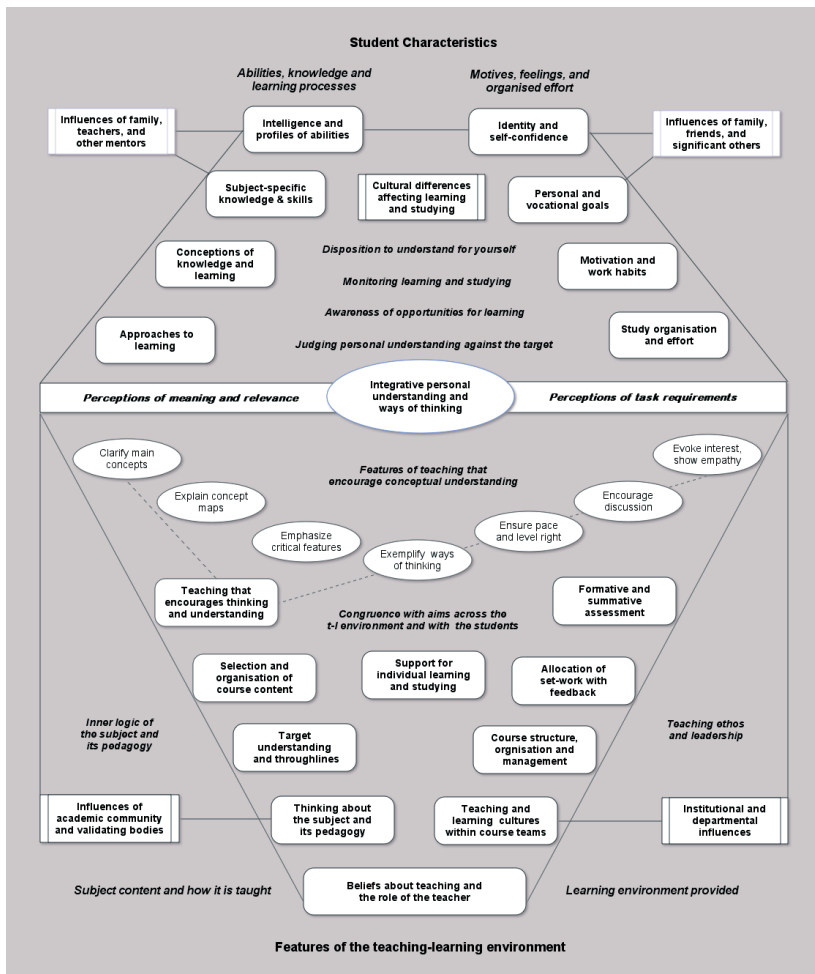 Student Characteristics
Abilities, knowledge and
learning processes
Motives, feelings, and
organised effort
Influences of family,
teachers, and
other mentors
Intelligence and
profiles of abilities
Identity and
self-confidence
Influences of family,
friends, and
significant others
Subject-specific
knowledge & skills
Cultural differences
affecting learning
and studying
Personal and
vocational goals
Conceptions of
knowledge and
learning
Disposition to understand for yourself
Motivation and
work habits
Monitoring learning and studying
Awareness of opportunities for learning
Approaches to
learning
Study organisation
and effort
Judging personal understanding against the target
Perceptions of meaning and relevance
Integrative personal
understanding and
ways of thinking
Perceptions of task requirements
Clarify main
concepts
Features of teaching that
encourage conceptual understanding
Evoke interest,
show empathy
Explain concept
maps
Encourage
discussion
Emphasize
critical features
Ensure pace
and level right
Exemplify ways
of thinking
Teaching that
encourages thinking
and understanding
Formative and
summative
assessment
Congruence with aims across the
t-l environment and with the students
Selection and
organisation of
course content
Support for
individual learning
and studying
Allocation of
set-work with
feedback
Inner logic of
the subject and
its pedagogy
Target
understanding
and throughlines
Course structure,
orgnisation and
management
Teaching ethos
and leadership
Influences of
academic community
and validating bodies
Thinking about
the subject and
its pedagogy
Teaching and
learning cultures
within course teams
Institutional and
departmental
influences
Subject content and how it is taught
Beliefs about teaching and
the role of the teacher
Learning environment provided
Features of the teaching-learning environment